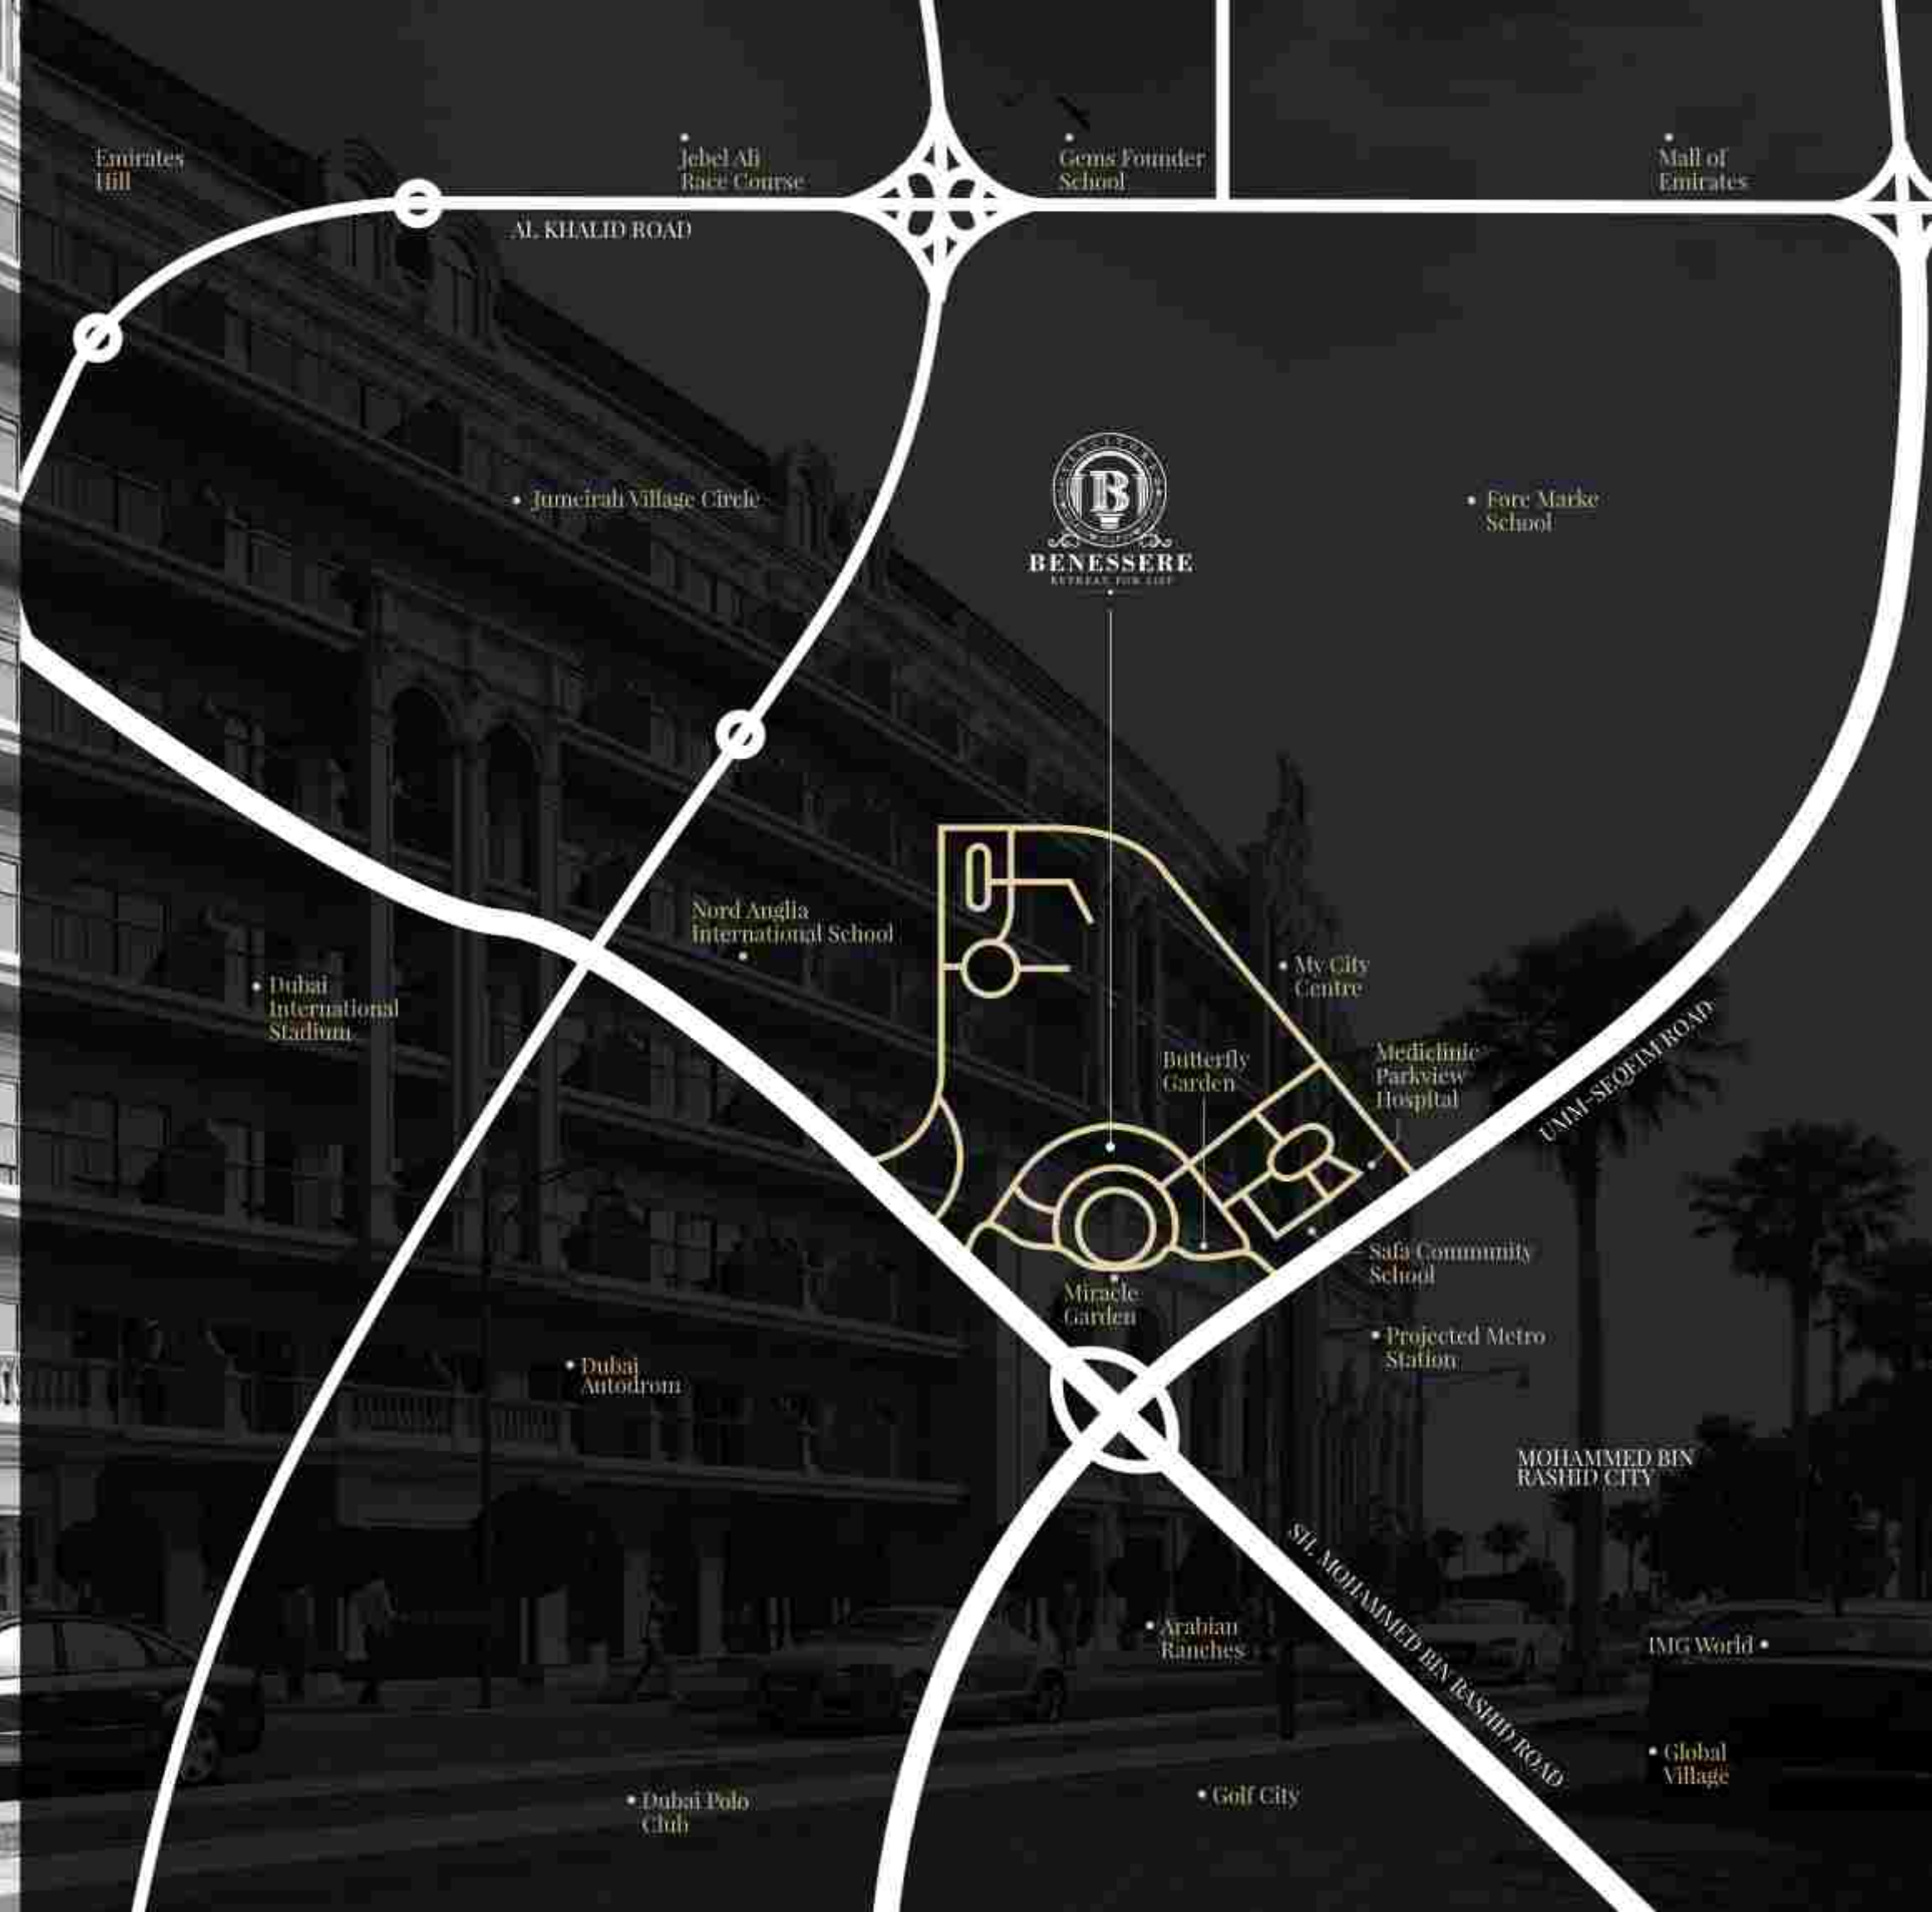 Emirates
Hill
Jebel Ali
Race Course
Gems Founder
School
Mall of
Emirates
AL KHALID ROAD
Jumeirah Village Circle
B
BENESSERE
RETREAT FOR LIFE
Fore Marke
School
Nord Anglia
International School
Dubai
International
Stadium
My City
Centre
Butterfly
Garden
Mediclinic
Parkview
Hospital
UMM-SEQEIM ROAD
Safa Community
School
Miracle
Garden
Projected Metro
Station
Dubai
Autodrom
MOHAMMED BIN
RASHID CITY
SH. MOHAMMED BIN RASHID ROAD
Arabian
Ranches
IMG World
Global
Village
Dubai Polo
Club
Golf City